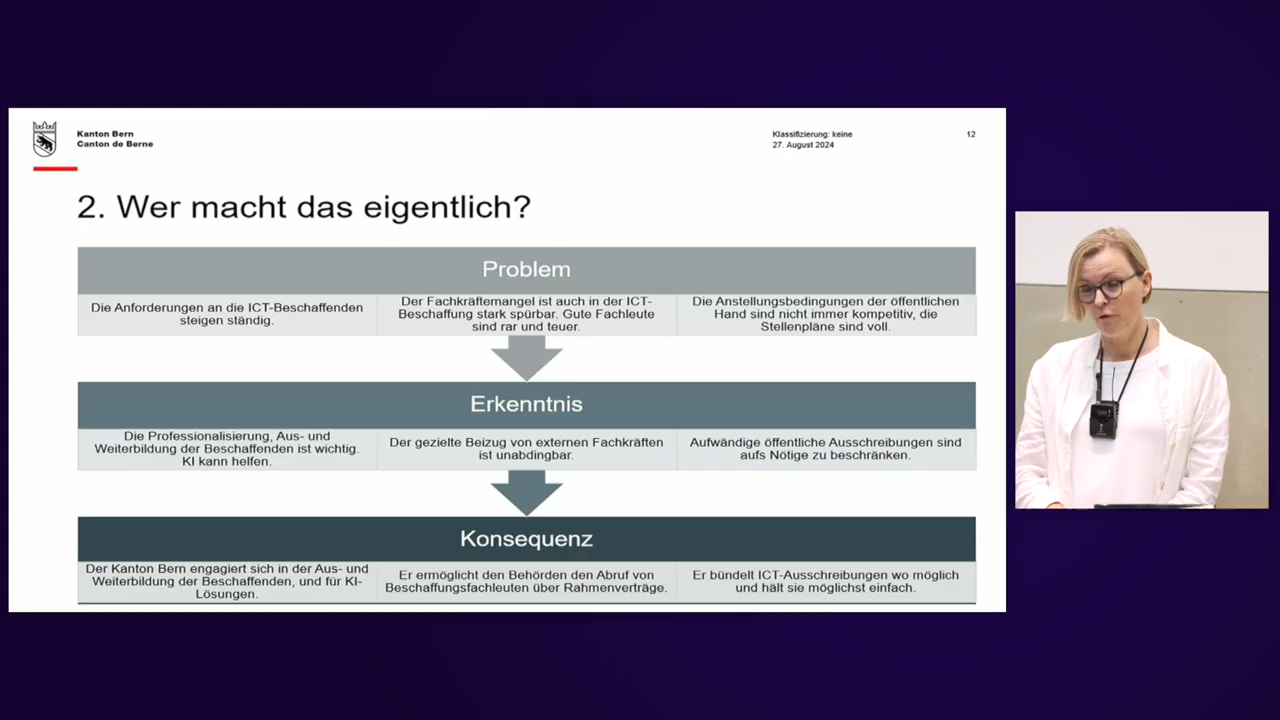 Kanton Bern
Canton de Berne
Klassifizierung: keine
27. August 2024
12
2. Wer macht das eigentlich?
Problem
Die Anforderungen an die ICT-Beschaffenden
steigen ständig.
Der Fachkräftemangel ist auch in der ICT-
Beschaffung stark spürbar. Gute Fachleute
sind rar und teuer.
Die Anstellungsbedingungen der öffentlichen
Hand sind nicht immer kompetitiv, die
Stellenpläne sind voll.
Erkenntnis
Die Professionalisierung, Aus- und
Weiterbildung der Beschaffenden ist wichtig.
KI kann helfen.
Der gezielte Beizug von externen Fachkräften
ist unabdingbar.
Aufwändige öffentliche Ausschreibungen sind
aufs Nötige zu beschränken.
Konsequenz
Der Kanton Bern engagiert sich in der Aus- und
Weiterbildung der Beschaffenden, und für KI-
Lösungen.
Er ermöglicht den Behörden den Abruf von
Beschaffungsfachleuten über Rahmenverträge.
Er bündelt ICT-Ausschreibungen wo möglich
und hält sie möglichst einfach.